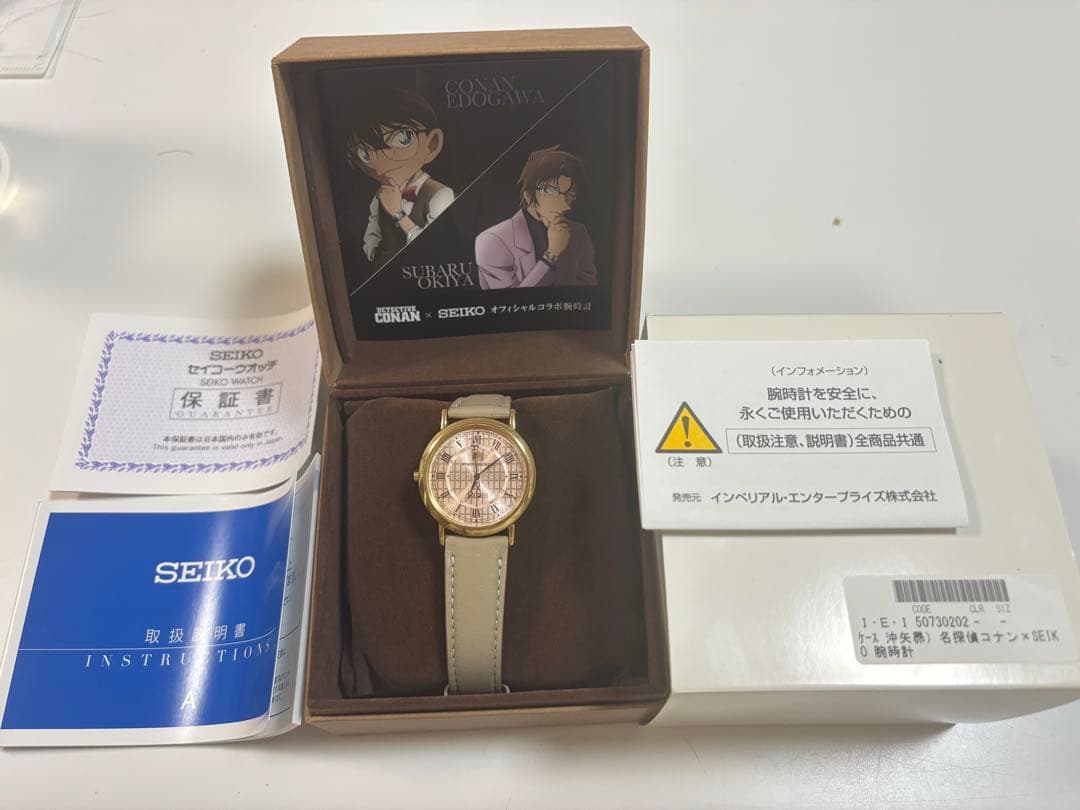 CONAN
EDOGAWA
SUBARU
OKIYA
DETECTIVE
CONAN × SEIKO オフィシャルコラボ腕時計
SEIKO
セイコーウオッチ
SEIKO WATCH
保証書
GUARANTEE
本保証書は日本国内のみ有効です。
This guarantee is valid only in Japan.
SEIKO
取扱説明書
INSTRUCTIONS
A
(インフォメーション)
腕時計を安全に、
永くご使用いただくための
(取扱注意、説明書)全商品共通
(注 意)
発売元 インペリアル・エンタープライズ株式会社
CODE CLR SIZ
I・E・I 50730202 - -
ケース 沖矢昴) 名探偵コナン×SEIK
O 腕時計